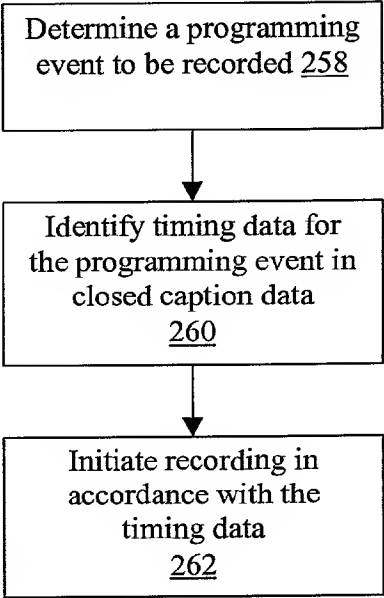 Determine a programming
event to be recorded 258
Identify timing data for
the programming event in
closed caption data
260
Initiate recording in
accordance with the
timing data
262